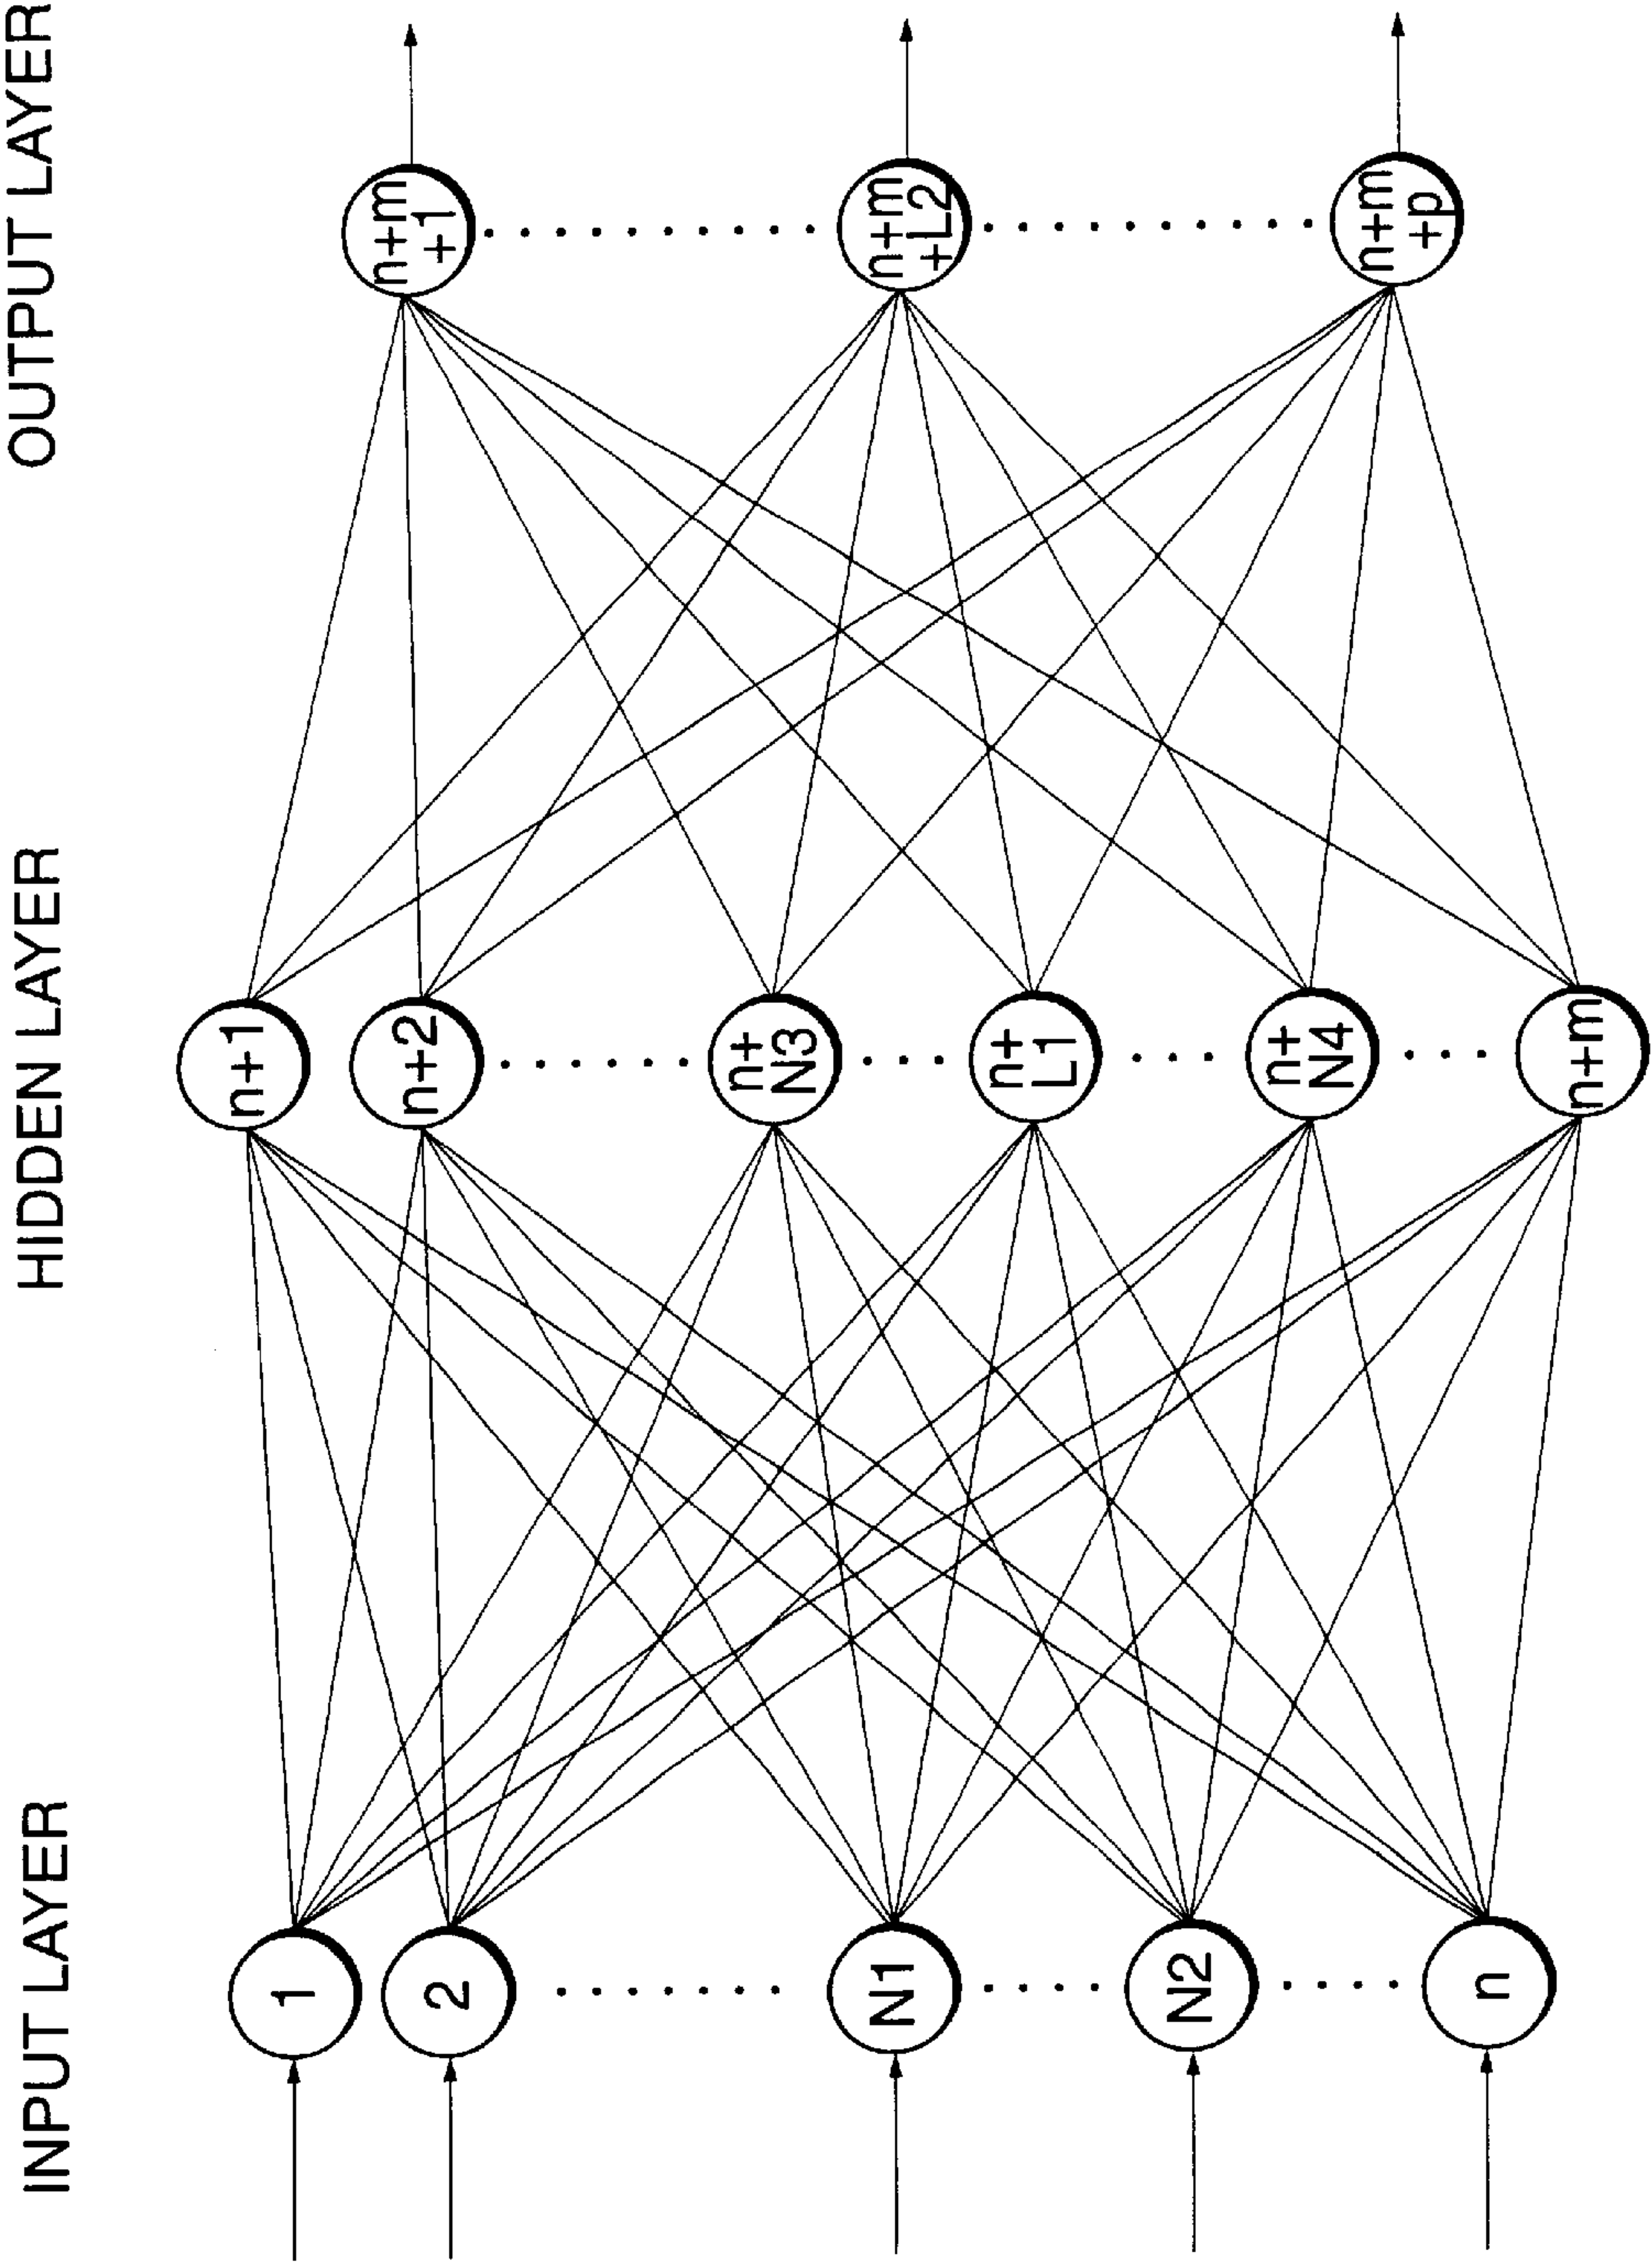 INPUT LAYER
HIDDEN LAYER
OUTPUT LAYER
1
2
N1
N2
n
n+1
n+2
n+
N3
n+
L1
n+
N4
n+m
n+m
+1
n+m
+L2
n+m
+p